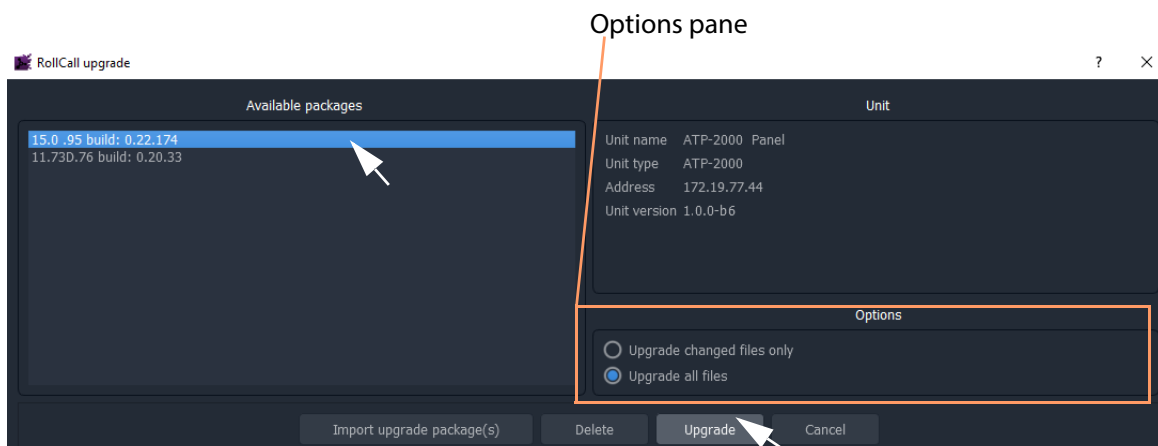 Options pane
RollCall upgrade
?
×
Available packages
15.0 .95 build: 0.22.174
11.73D.76 build: 0.20.33
Unit
Unit name ATP-2000 Panel
Unit type ATP-2000
Address 172.19.77.44
Unit version 1.0.0-b6
Options
Upgrade changed files only
Upgrade all files
Import upgrade package(s)
Delete
Upgrade
Cancel